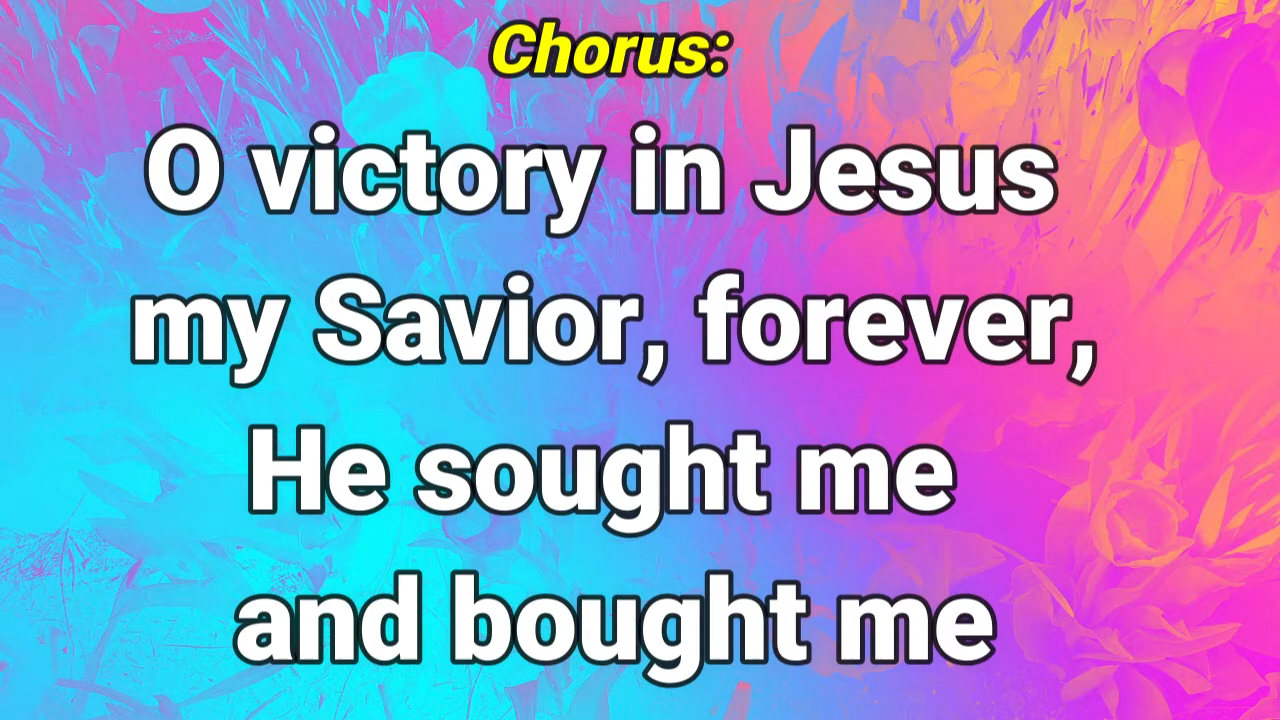 Chorus:
O victory in Jesus
my Savior, forever,
He sought me
and bought me